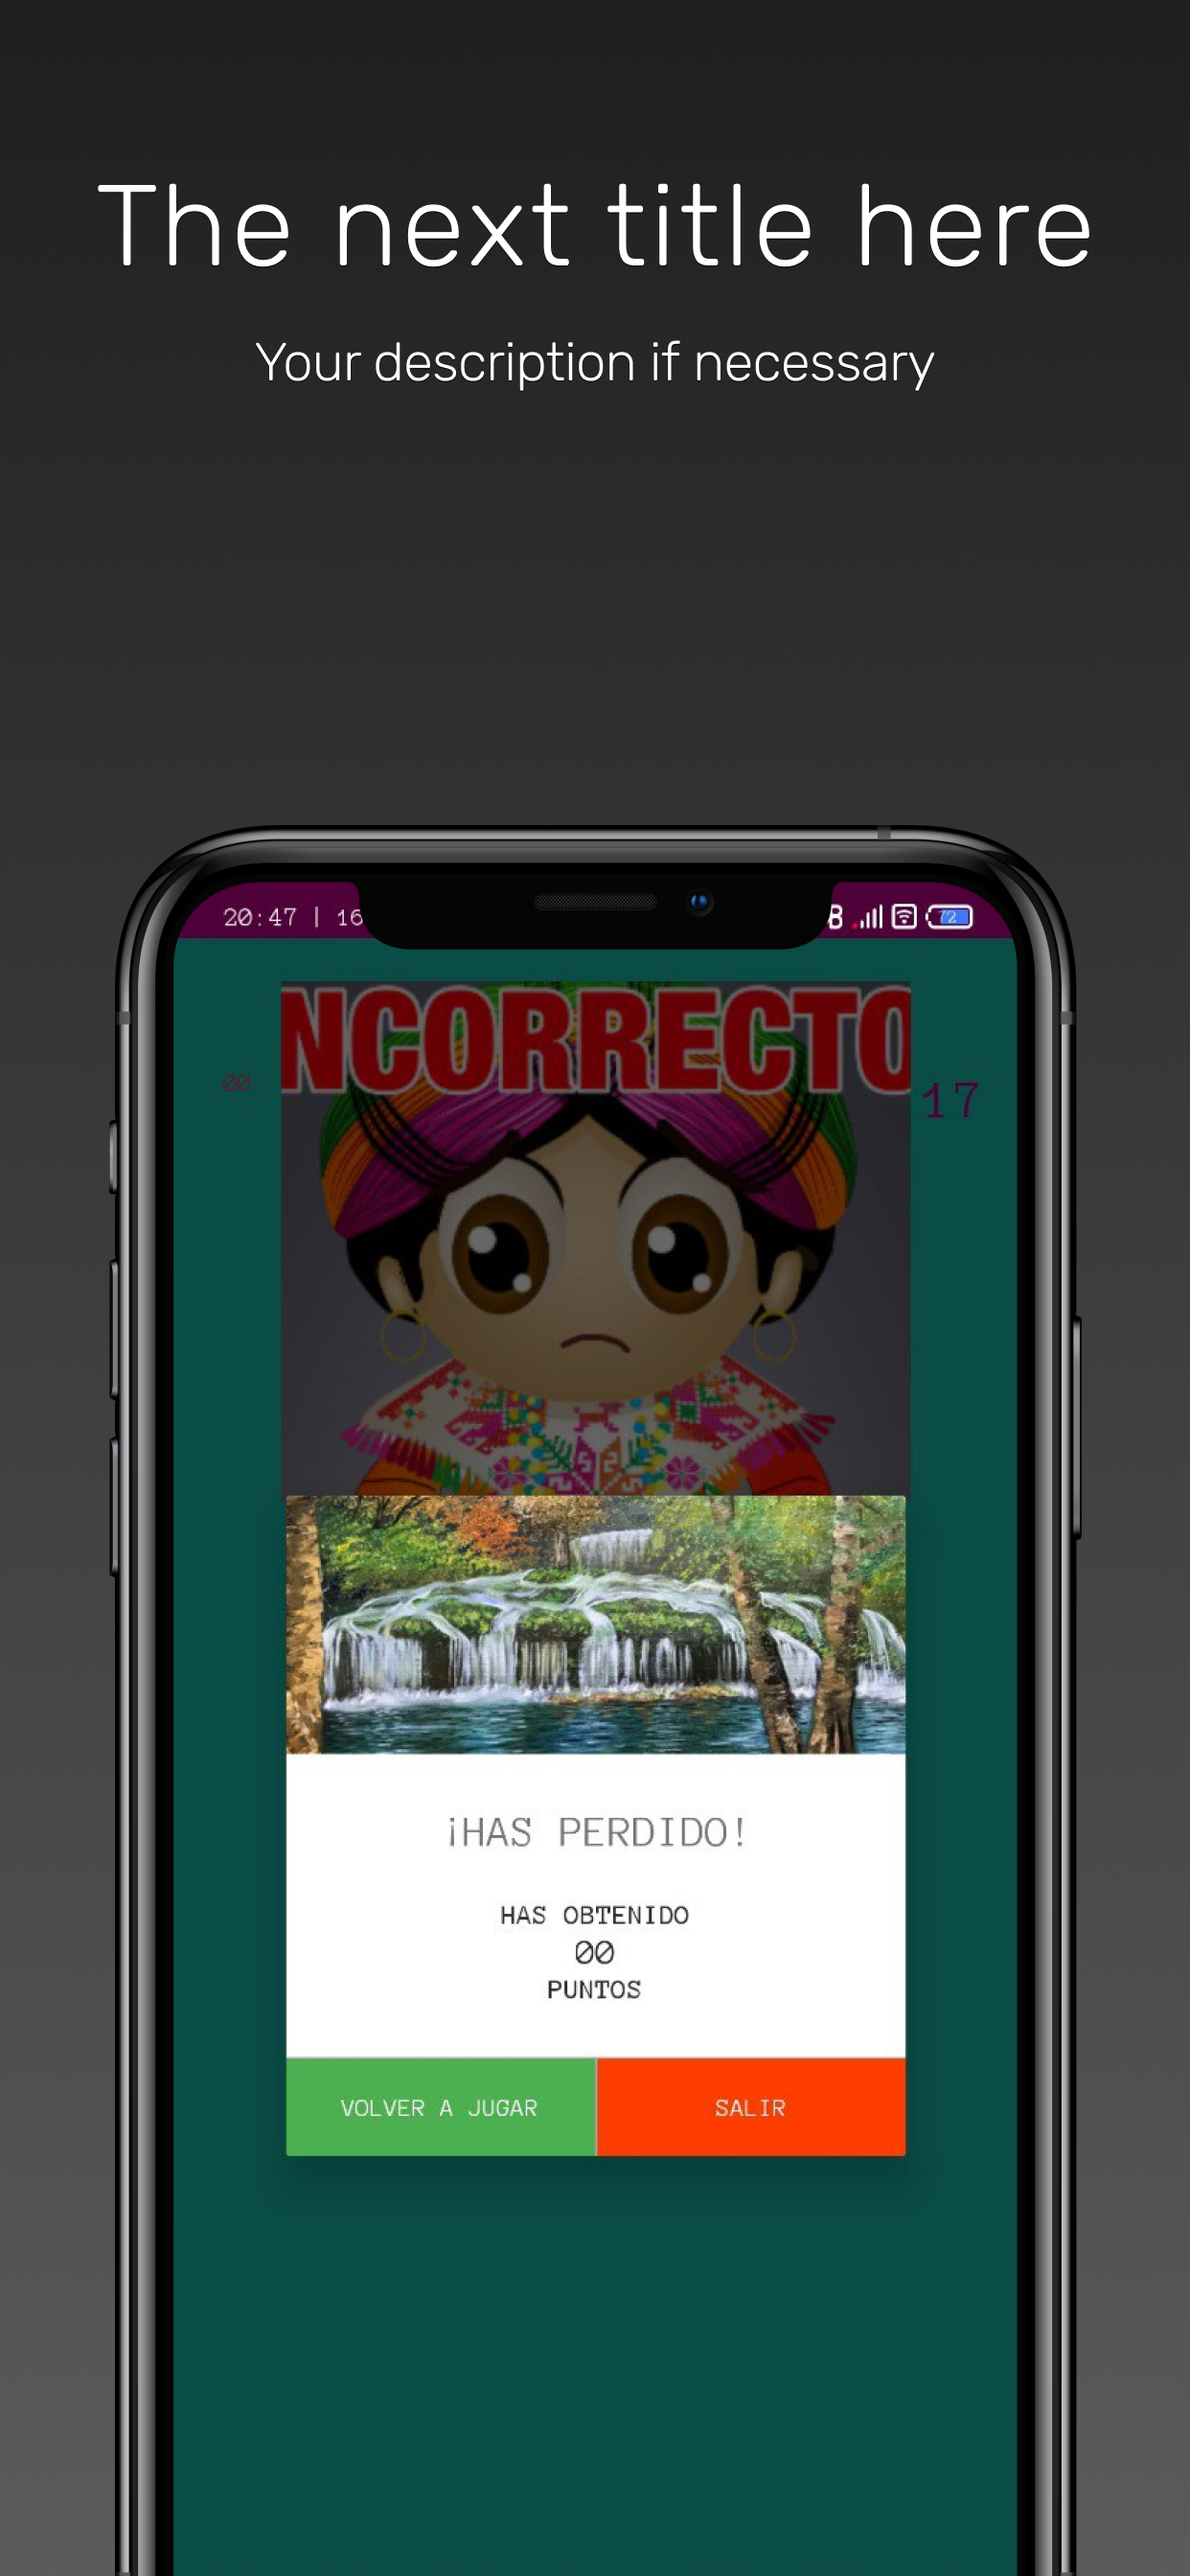 The next title here
Your description if necessary
20:47 | 16
B
72
NCORRECTO
00
17
¡HAS PERDIDO!
HAS OBTENIDO
00
PUNTOS
VOLVER A JUGAR
SALIR